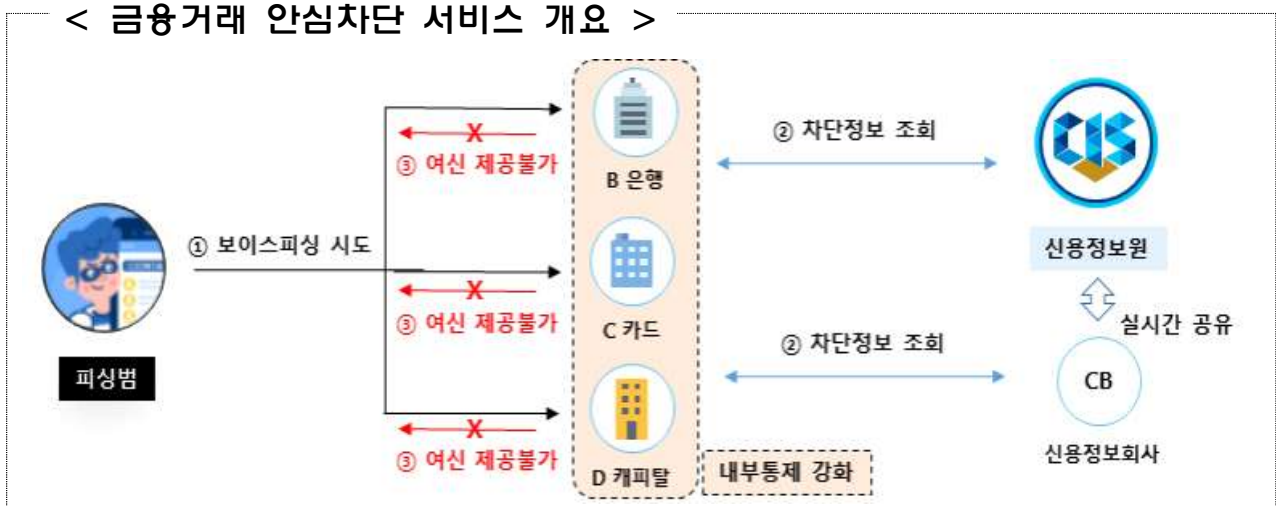 < 금융거래 안심차단 서비스 개요 >
① 보이스피싱 시도
피싱범
X
③ 여신 제공불가
B 은행
X
③ 여신 제공불가
C 카드
X
③ 여신 제공불가
D 캐피탈
내부통제 강화
② 차단정보 조회
② 차단정보 조회
CIS
신용정보원
실시간 공유
CB
신용정보회사